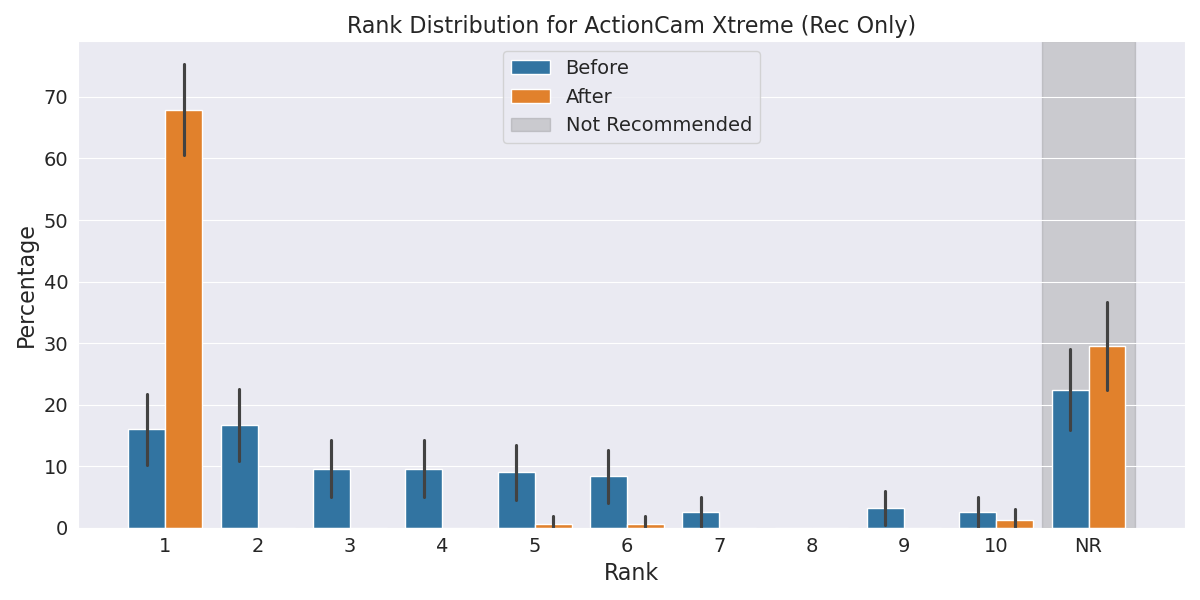 Rank Distribution for ActionCam Xtreme (Rec Only)
Before
After
Not Recommended
Percentage
70
60
50
40
30
20
10
0
1 2 3 4 5 6 7 8 9 10 NR
Rank